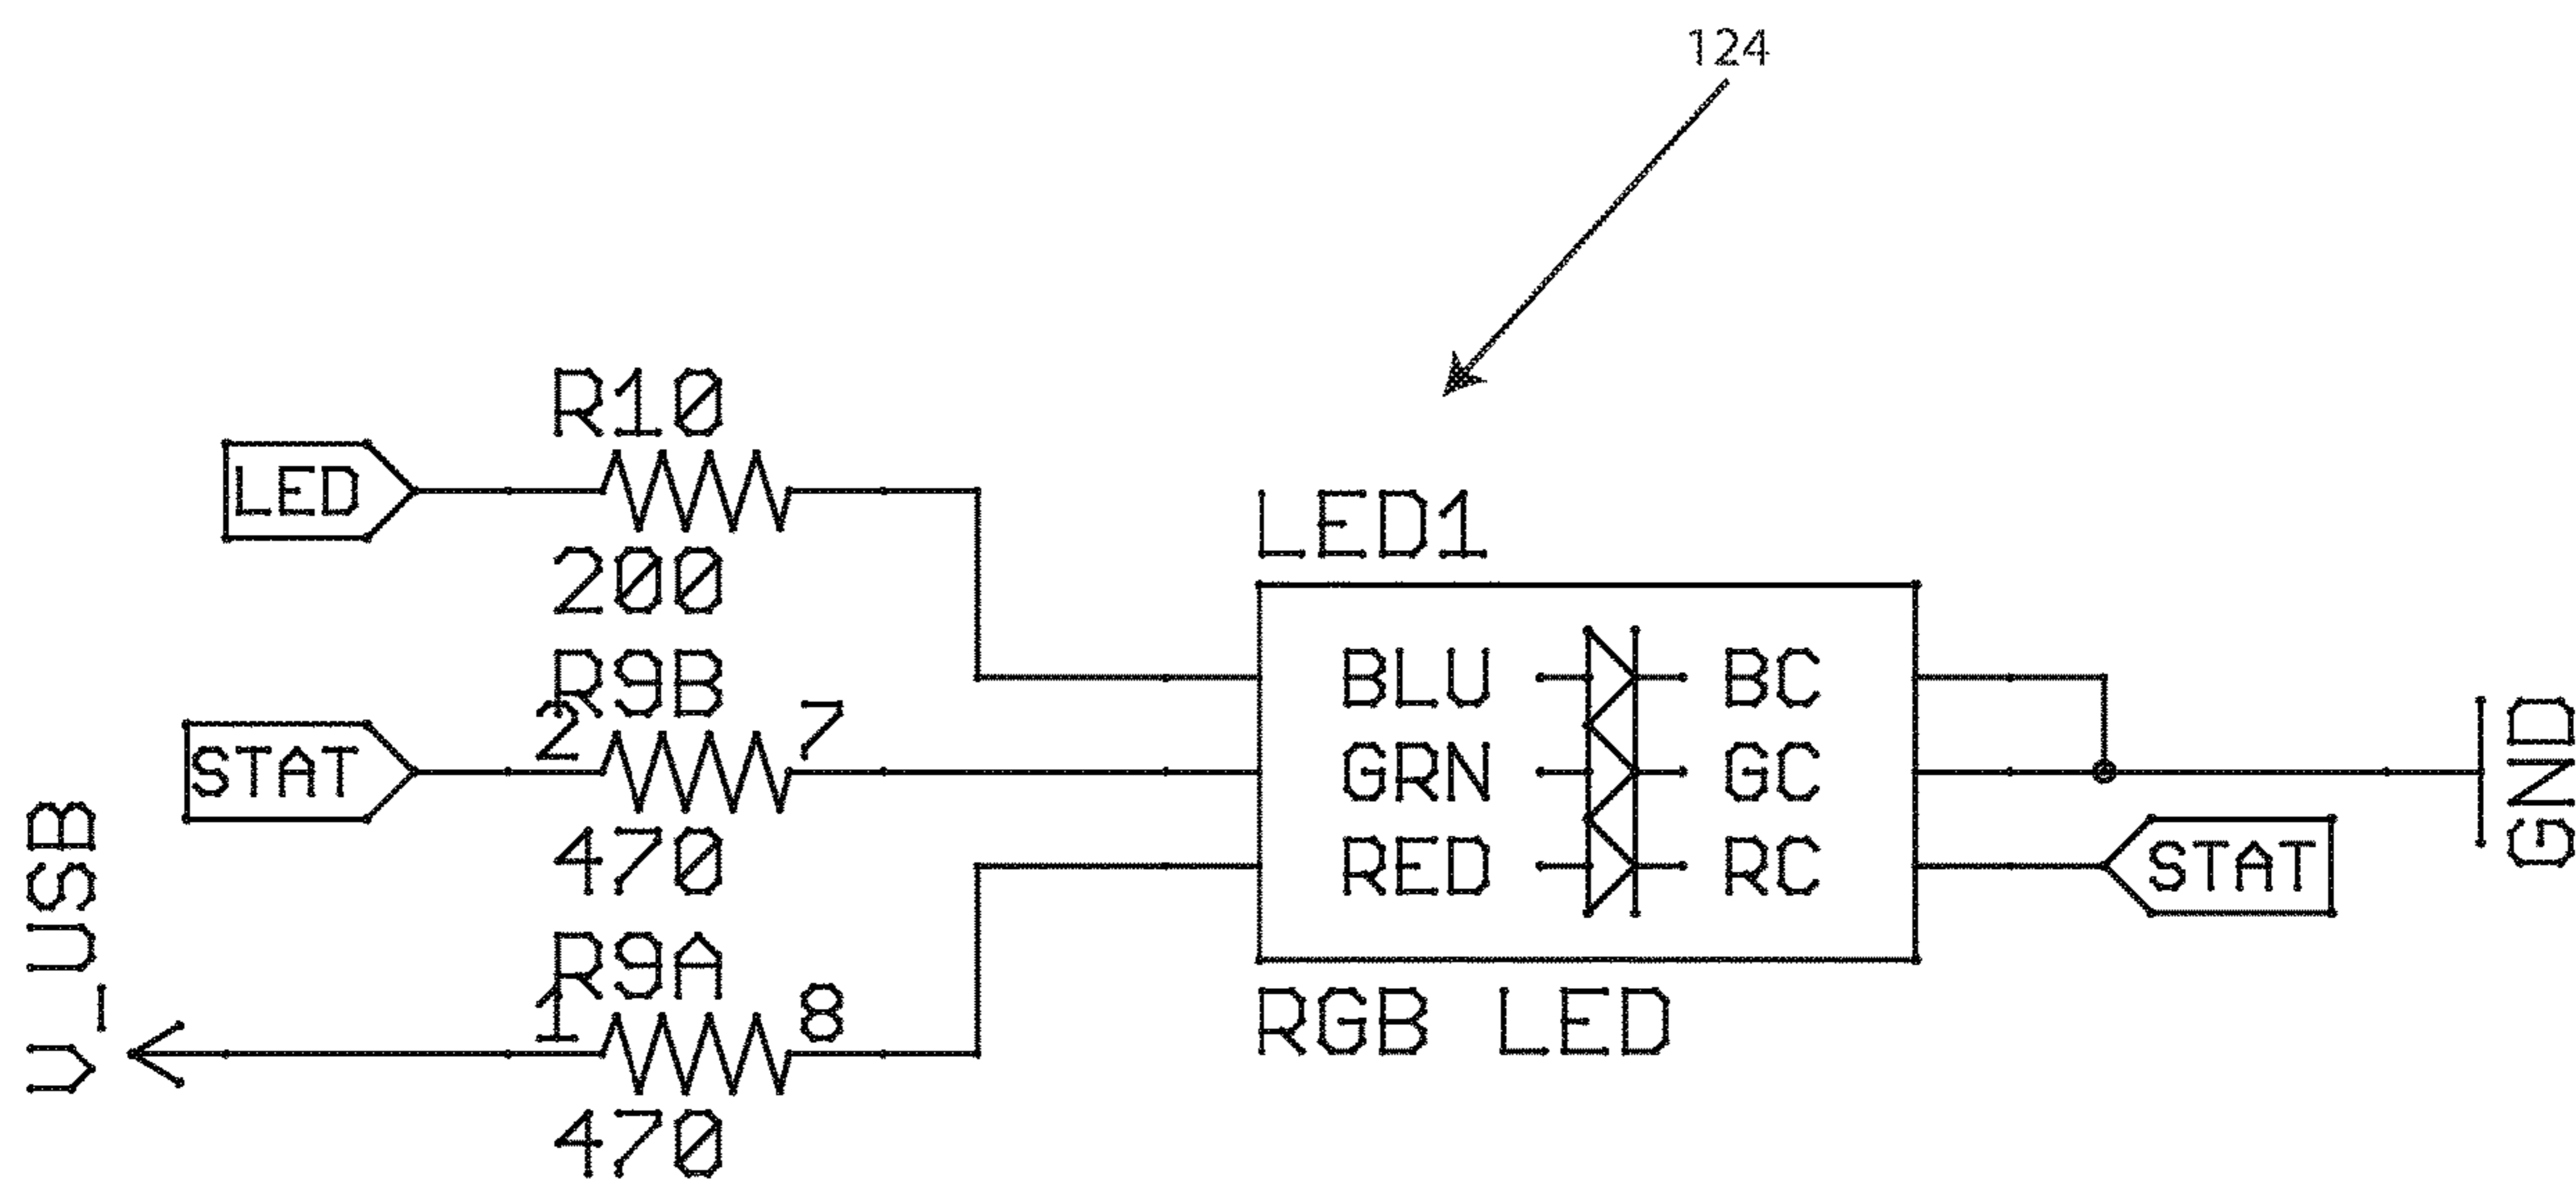 124
R10
LED
200
LED1
R9B
2
7
STAT
470
BLU
BC
GRN
GC
RED
RC
GND
STAT
V_USB
R9A
1
8
470
RGB LED